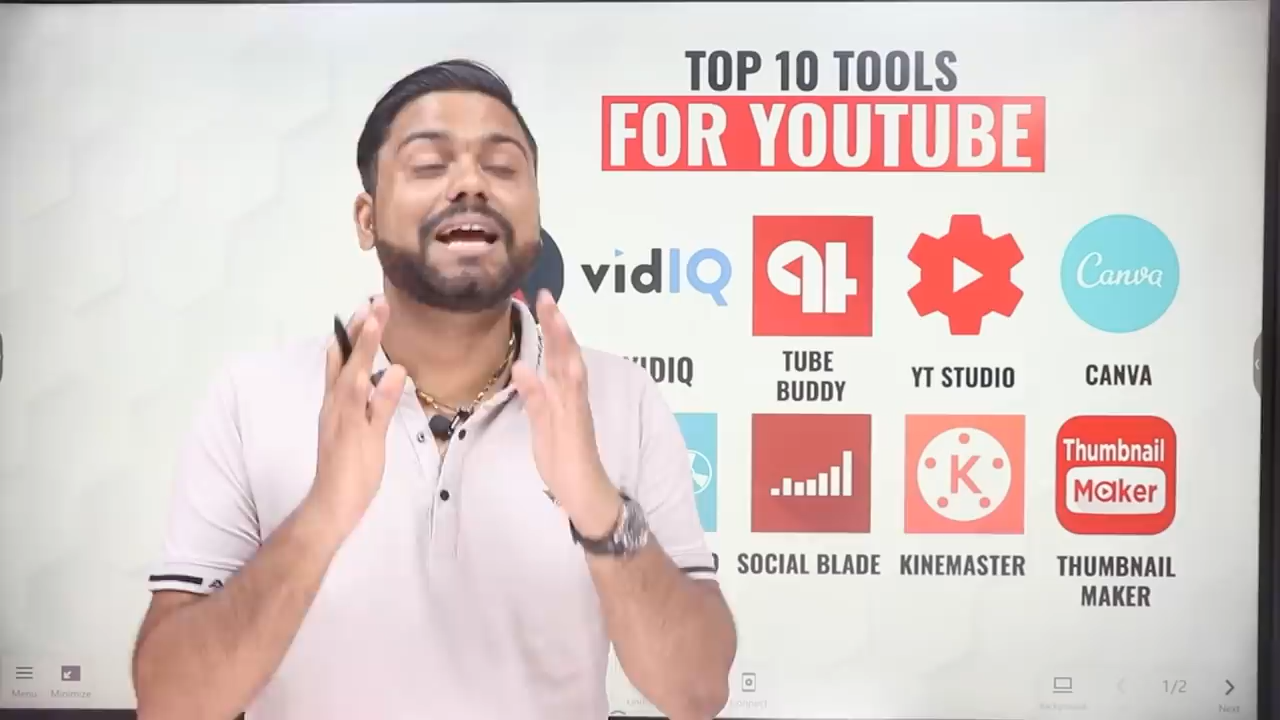 TOP 10 TOOLS
FOR YOUTUBE
vidIQ
Canva
VIDIQ
TUBE
BUDDY
YT STUDIO
CANVA
Thumbnail
Maker
K
SOCIAL BLADE
KINEMASTER
THUMBNAIL
MAKER
Menu
Minimize
1/2
Next